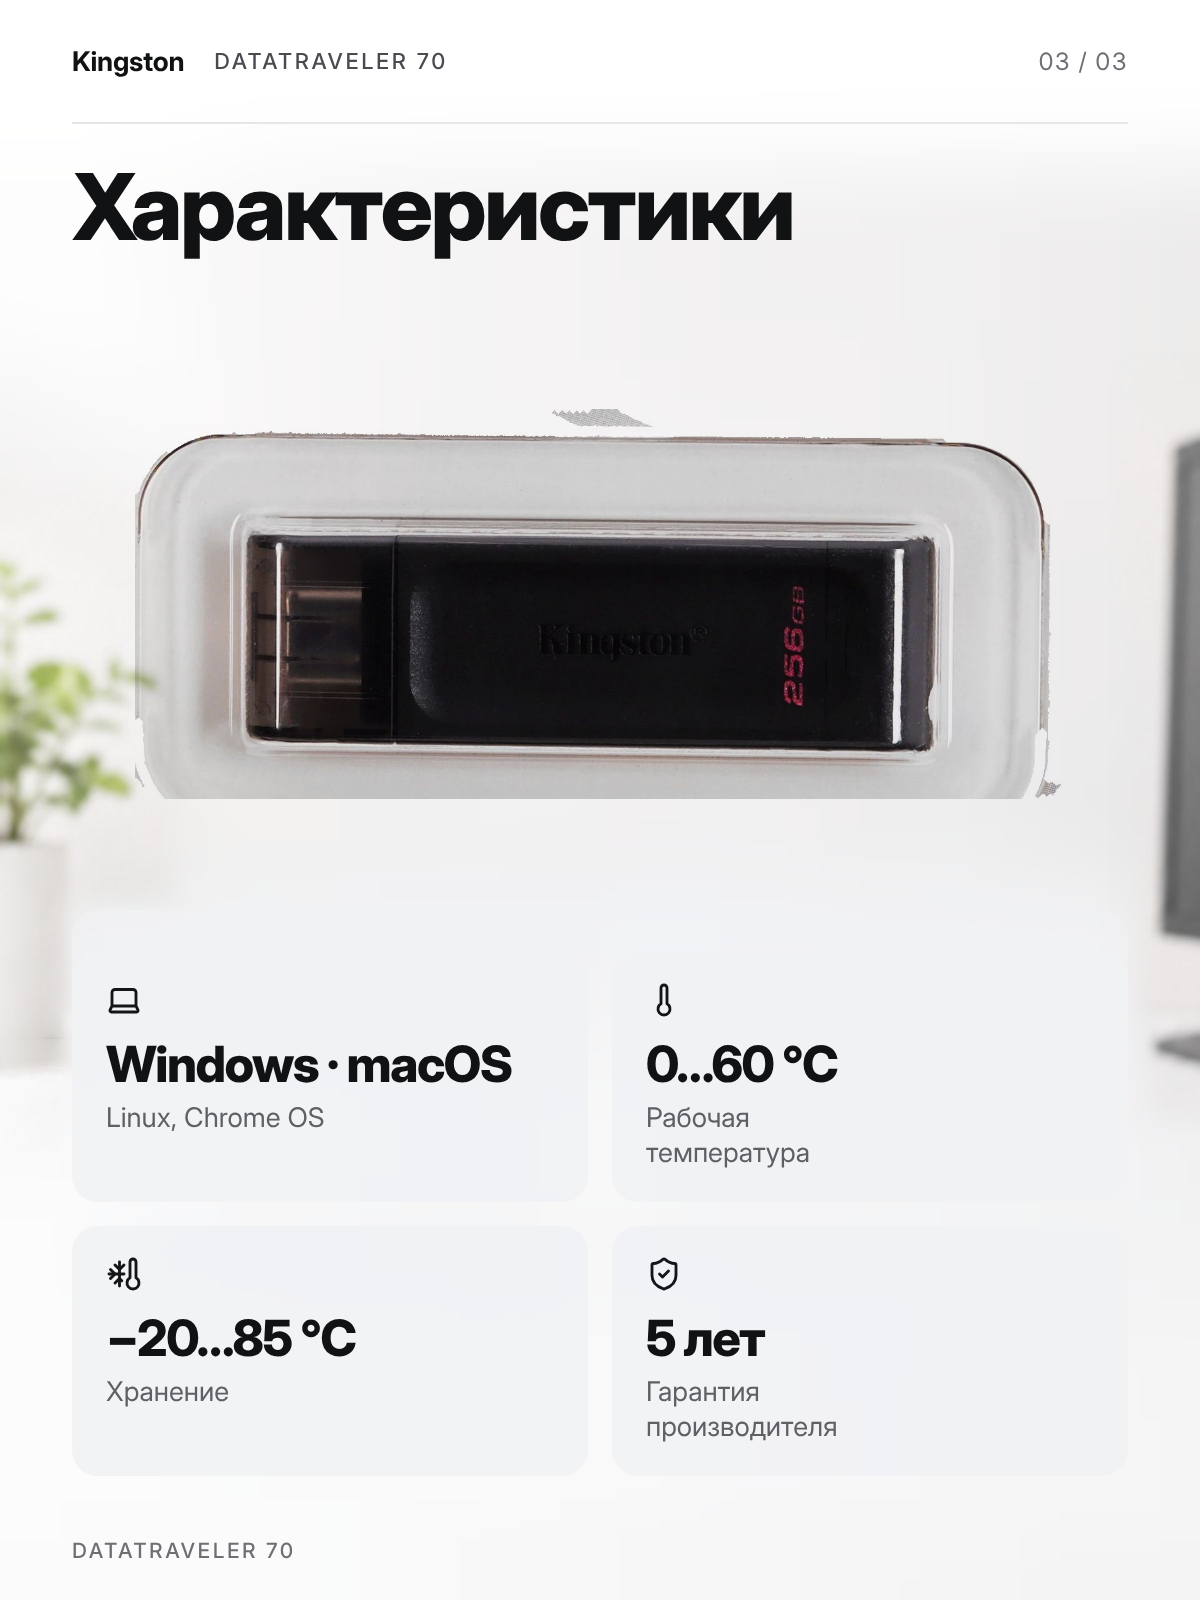 Kingston DATATRAVELER 70 03 / 03
Характеристики
Kingston®
256GB
Windows · macOS
Linux, Chrome OS
0...60 °C
Рабочая
температура
−20...85 °C
Хранение
5 лет
Гарантия
производителя
DATATRAVELER 70